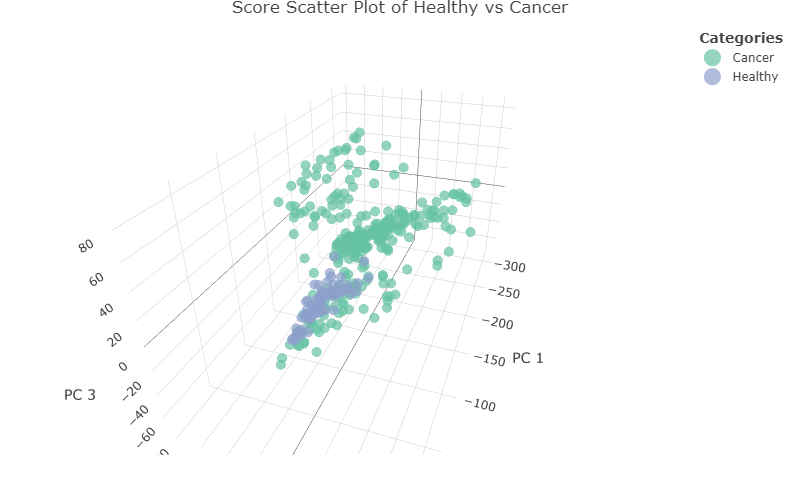 Score Scatter Plot of Healthy vs Cancer
Categories
Cancer
Healthy
80
60
40
20
0
−20
−40
−60
PC 3
−300
−250
−200
−150
−100
PC 1